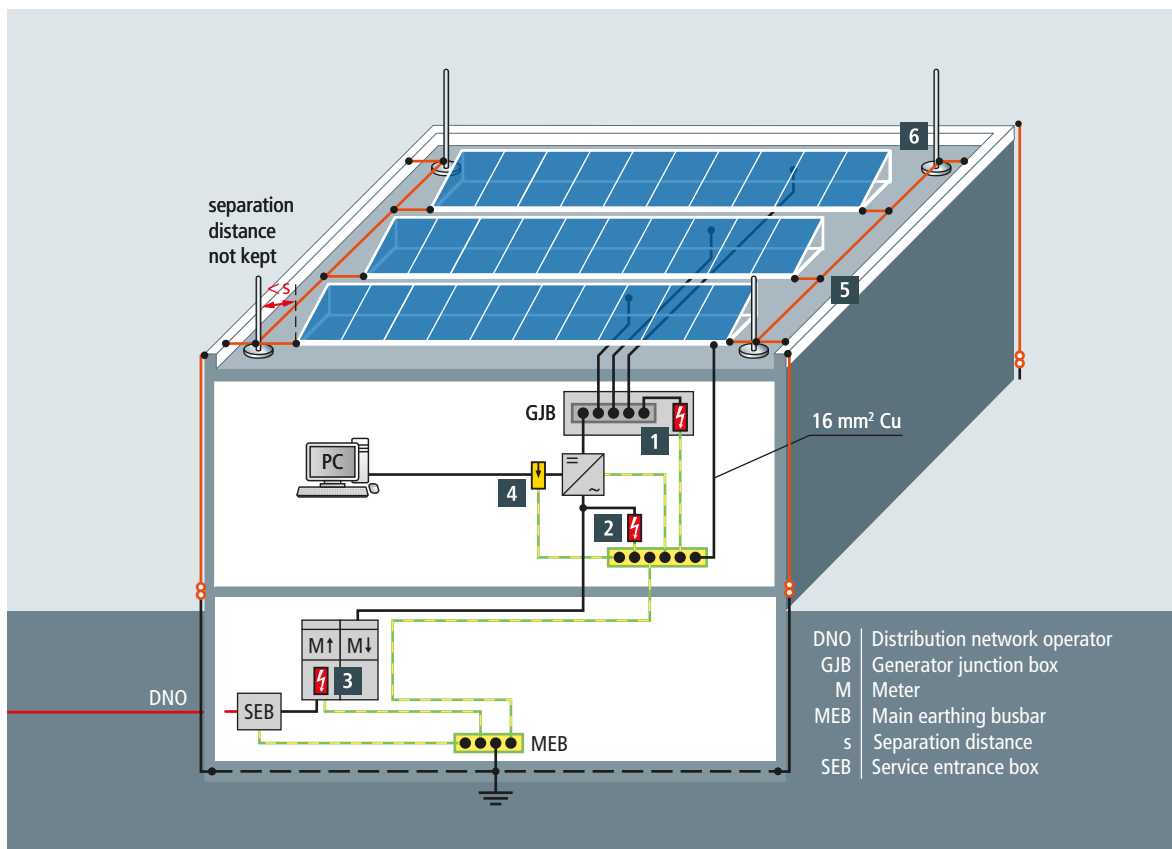 6
separation
distance
not kept
< s
5
GJB
1
16 mm² Cu
PC
=
~
4
2
M↑ M↓
3
DNO
SEB
MEB
DNO Distribution network operator
GJB Generator junction box
M Meter
MEB Main earthing busbar
s Separation distance
SEB Service entrance box